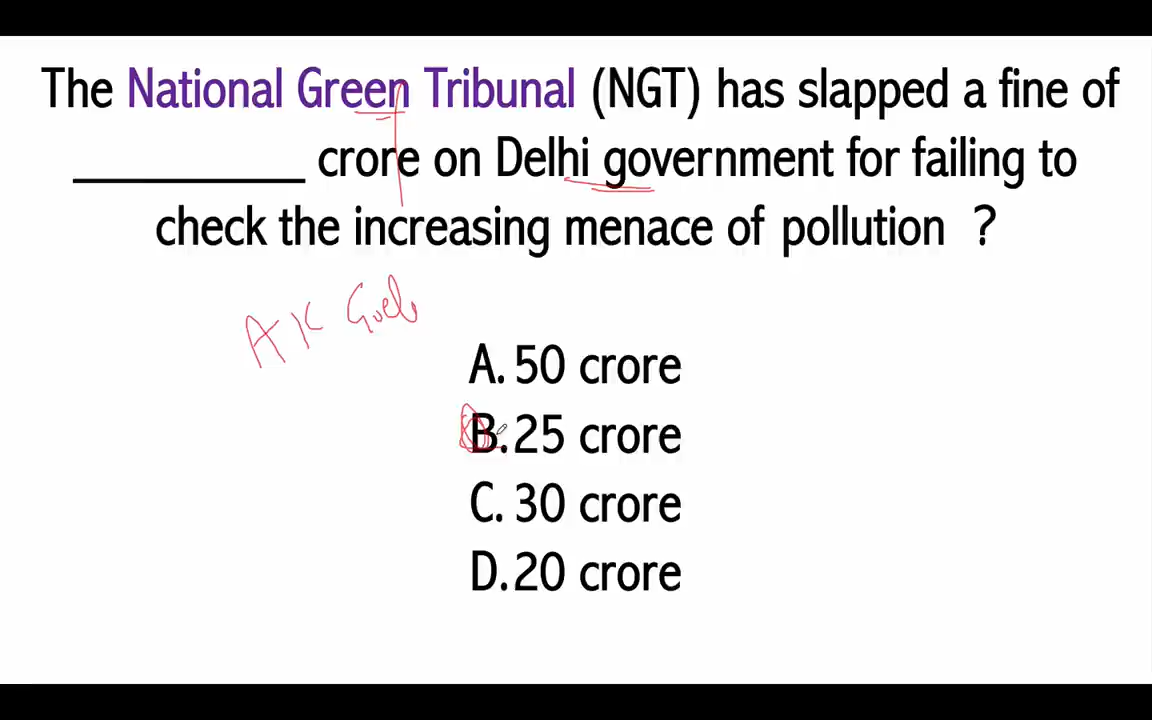 The National Green Tribunal (NGT) has slapped a fine of
__________ crore on Delhi government for failing to
check the increasing menace of pollution ?
AK Goel
A. 50 crore
B. 25 crore
C. 30 crore
D. 20 crore